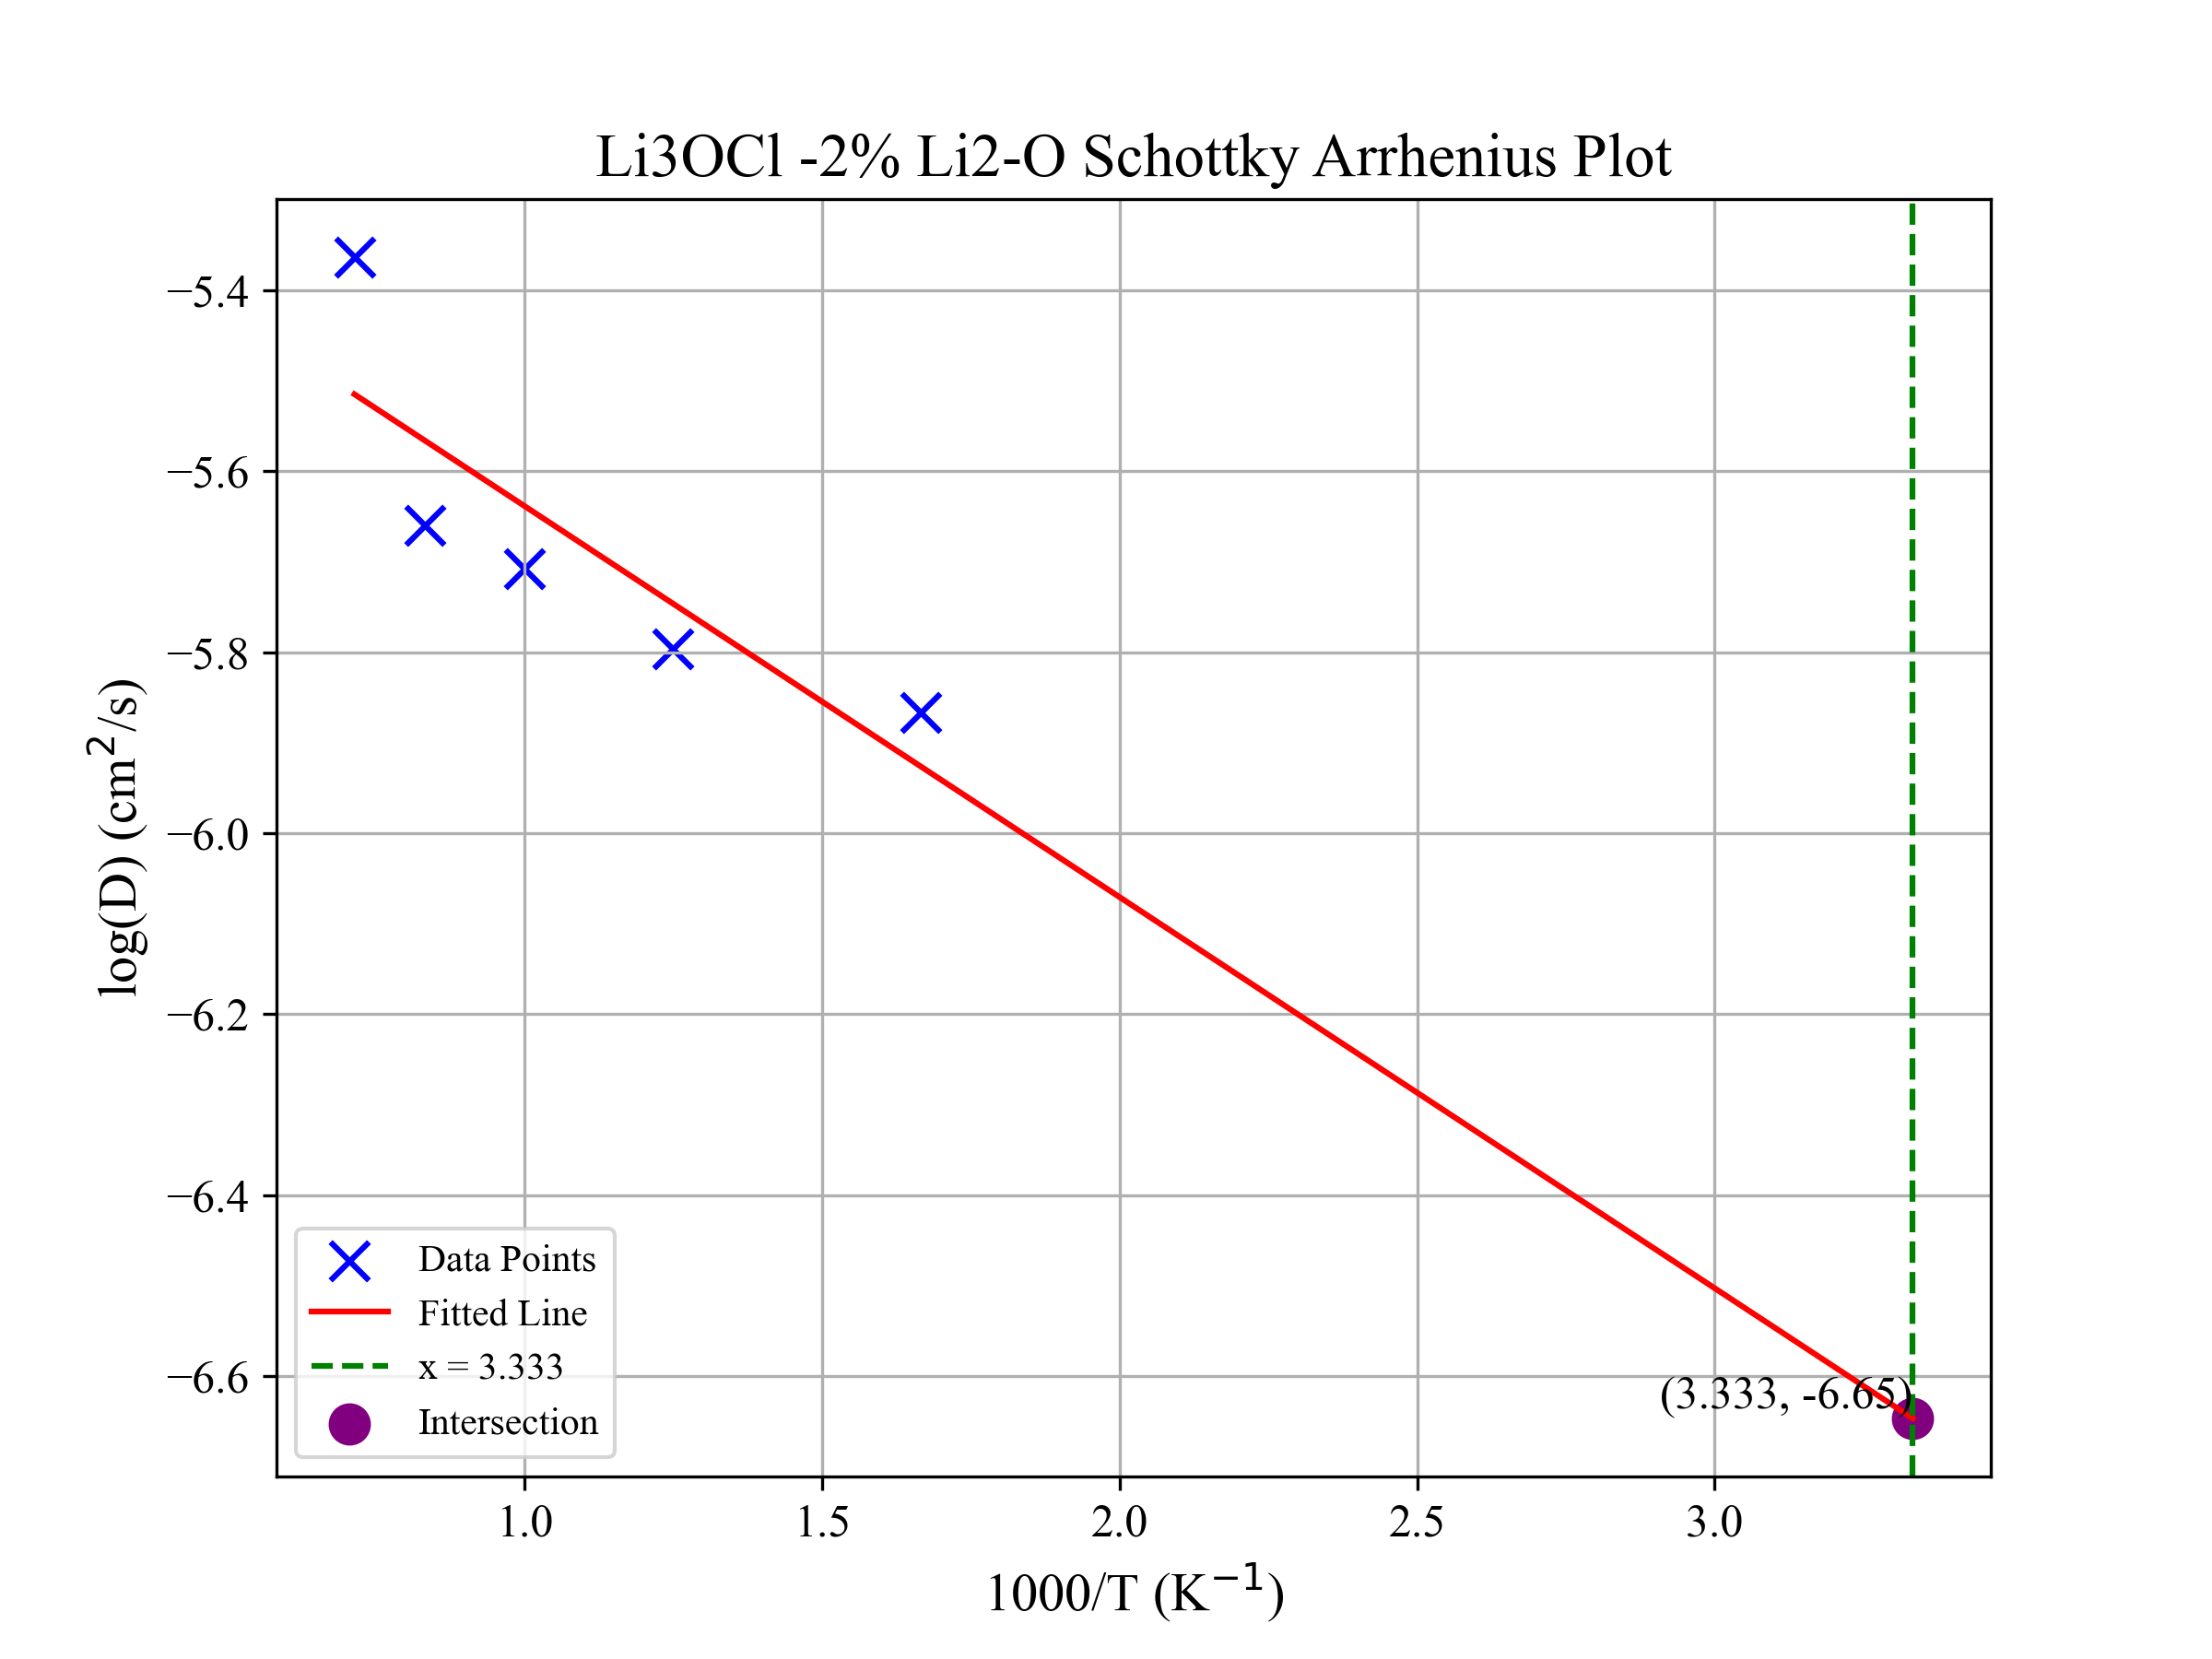 Li3OCl -2% Li2-O Schottky Arrhenius Plot
log(D) (cm²/s)
−5.4
−5.6
−5.8
−6.0
−6.2
−6.4
−6.6
(3.333, -6.65)
Data Points
Fitted Line
x = 3.333
Intersection
1.0 1.5 2.0 2.5 3.0
1000/T (K⁻¹)